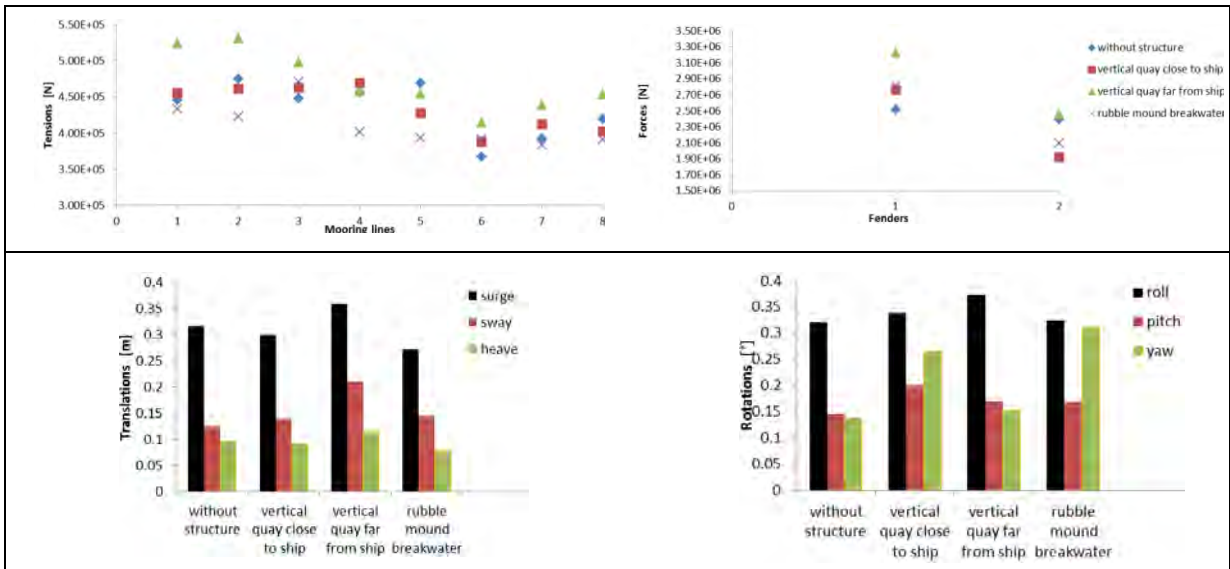 5.50E+05
5.00E+05
4.50E+05
4.00E+05
3.50E+05
3.00E+05
Tensions [N]
0 1 2 3 4 5 6 7 8
Mooring lines
3.50E+06
3.30E+06
3.10E+06
2.90E+06
2.70E+06
2.50E+06
2.30E+06
2.10E+06
1.90E+06
1.70E+06
1.50E+06
Forces [N]
0 1 2
Fenders
without structure
vertical quay close to ship
vertical quay far from ship
rubble mound breakwater
0.4
0.35
0.3
0.25
0.2
0.15
0.1
0.05
0
Translations [m]
surge
sway
heave
without
structure
vertical
quay close
to ship
vertical
quay far
from ship
rubble
mound
breakwater
0.4
0.35
0.3
0.25
0.2
0.15
0.1
0.05
0
Rotations [°]
roll
pitch
yaw
without
structure
vertical
quay close
to ship
vertical
quay far
from ship
rubble
mound
breakwater